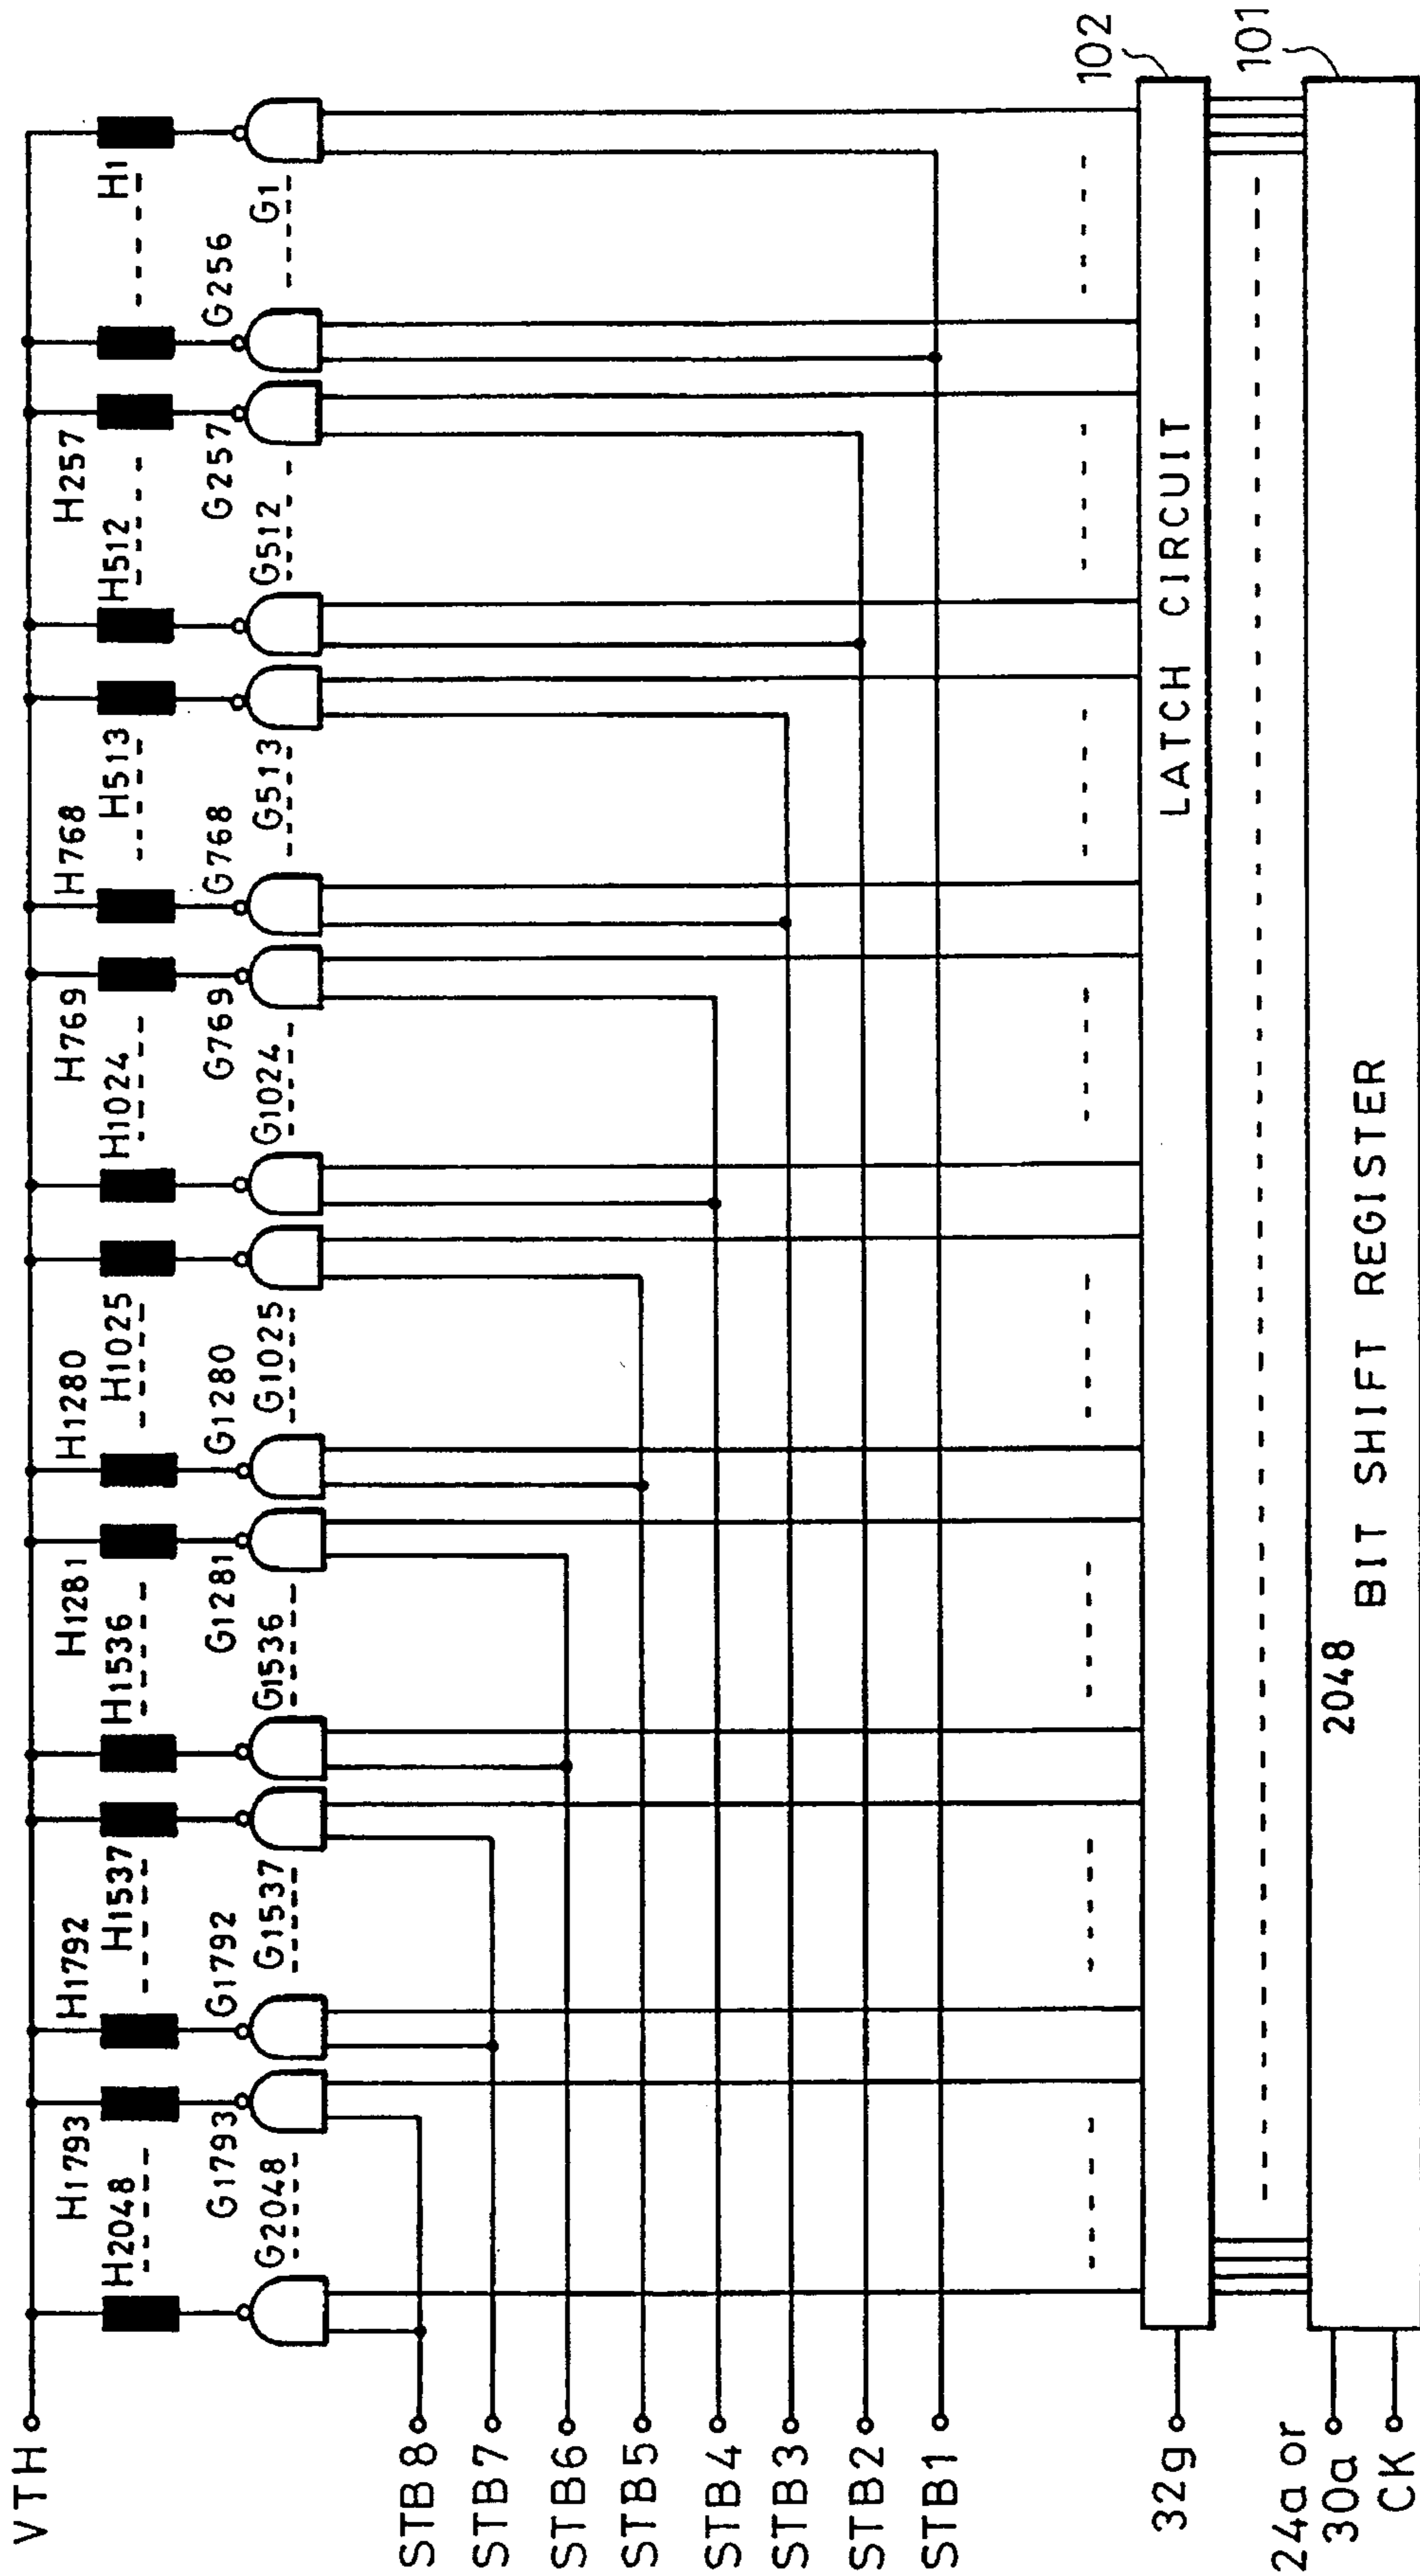 VTH
H2048
H1793
H1792
H1537
H1536
H1281
H1280
H1025
H1024
H769
H768
H513
H512
H257
H1
G2048
G1793
G1792
G1537
G1536
G1281
G1280
G1025
G1024
G769
G768
G513
G512
G257
G256
G1
STB8
STB7
STB6
STB5
STB4
STB3
STB2
STB1
102
32g
LATCH CIRCUIT
101
24a or
30a
CK
2048
BIT SHIFT REGISTER